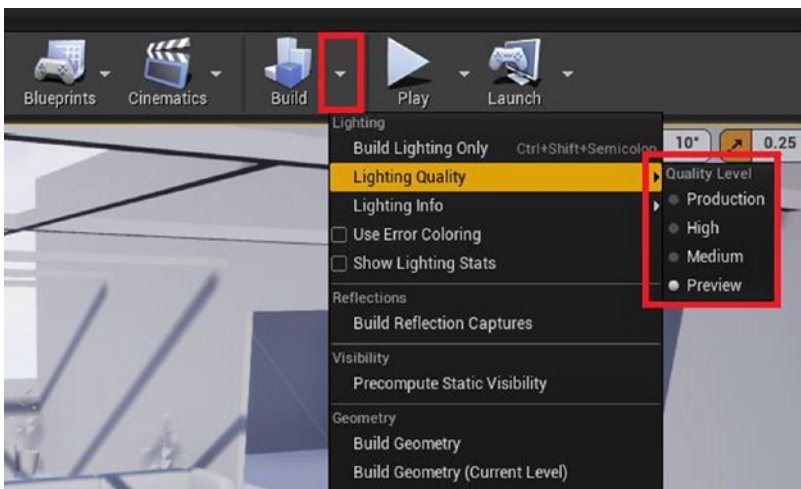 Blueprints Cinematics Build Play Launch
Lighting
Build Lighting Only Ctrl+Shift+Semicolon 10° 0.25
Lighting Quality
Quality Level
Lighting Info
Production
Use Error Coloring
High
Show Lighting Stats
Medium
Reflections
Preview
Build Reflection Captures
Visibility
Precompute Static Visibility
Geometry
Build Geometry
Build Geometry (Current Level)